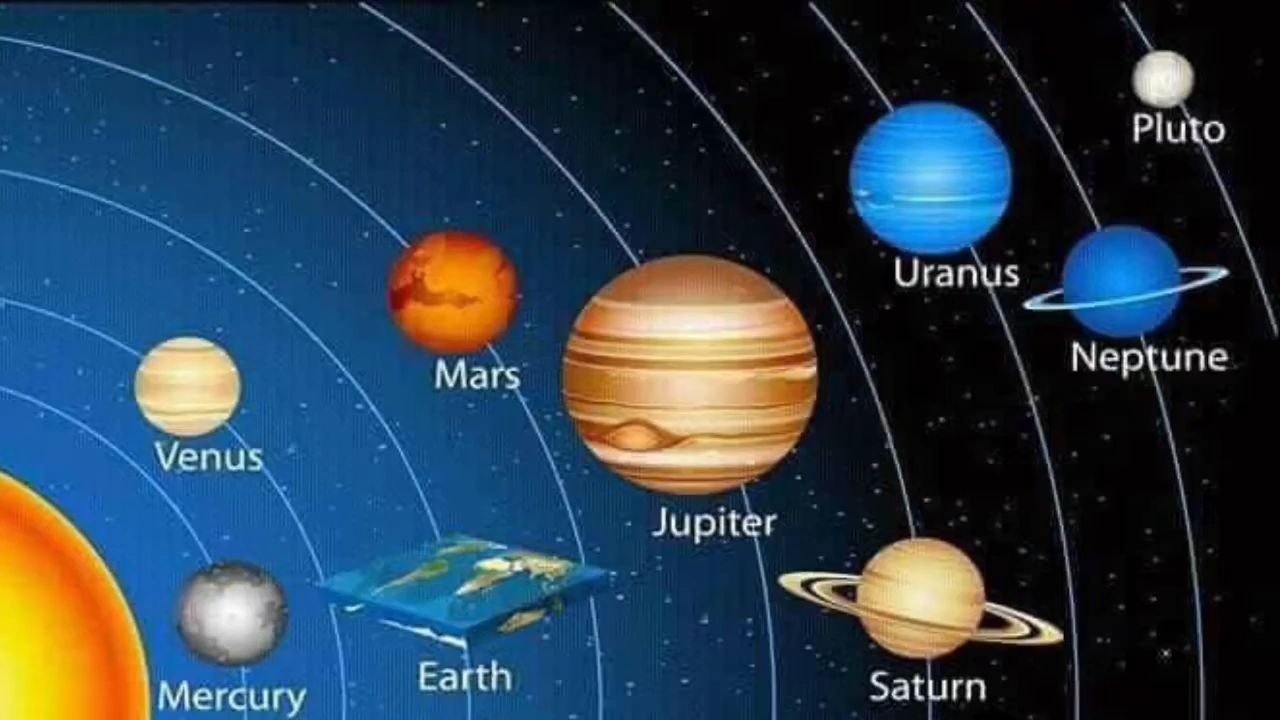 Pluto
Uranus
Neptune
Mars
Venus
Jupiter
Earth
Saturn
Mercury